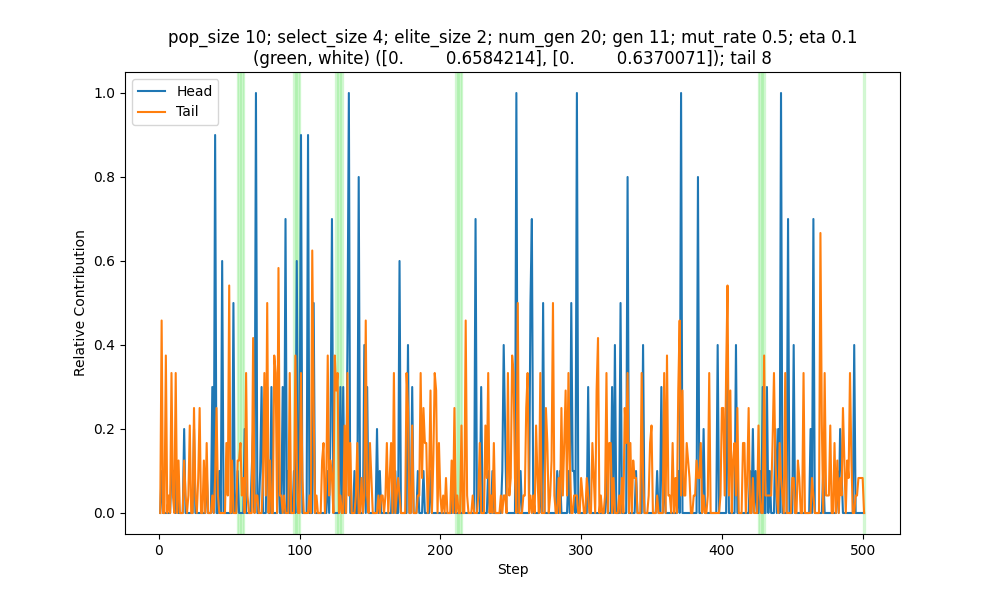 pop_size 10; select_size 4; elite_size 2; num_gen 20; gen 11; mut_rate 0.5; eta 0.1
(green, white) ([0.        0.6584214], [0.        0.6370071]); tail 8
Head
Tail
Relative Contribution
1.0
0.8
0.6
0.4
0.2
0.0
0 100 200 300 400 500
Step